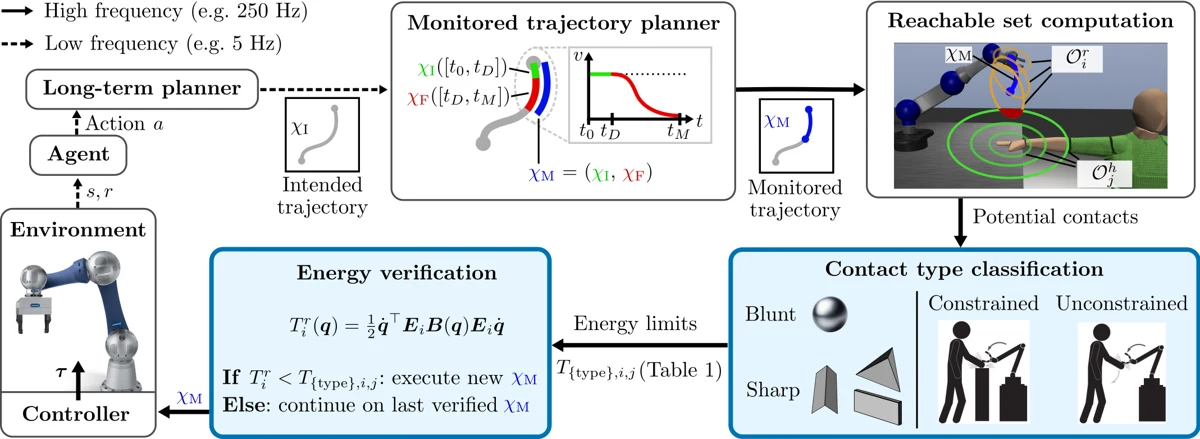 High frequency (e.g. 250 Hz)
Low frequency (e.g. 5 Hz)
Long-term planner
Action a
Agent
s, r
Environment
τ
Controller
χI
Intended
trajectory
Monitored trajectory planner
χI([t0, tD])
χF([tD, tM])
v
t0 tD tM t
χM = (χI, χF)
χM
Monitored
trajectory
Reachable set computation
χM
𝒪ʳᵢ
𝒪ʰⱼ
Potential contacts
Contact type classification
Blunt
Sharp
Constrained
Unconstrained
Energy limits
T{type},i,j (Table 1)
Energy verification
Tᵢʳ(q) = ½ q̇⊤EᵢB(q)Eᵢq̇
If Tᵢʳ < T{type},i,j: execute new χM
Else: continue on last verified χM
χM